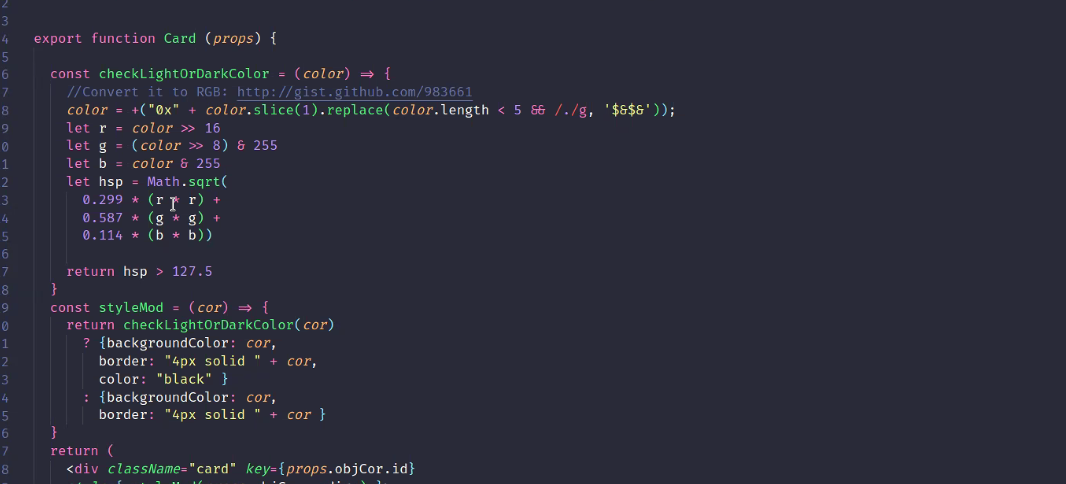 2
3
4 export function Card (props) {
5
6 const checkLightOrDarkColor = (color) => {
7 //Convert it to RGB: http://gist.github.com/983661
8 color = +("0x" + color.slice(1).replace(color.length < 5 && /./g, '$&$&'));
9 let r = color >> 16
0 let g = (color >> 8) & 255
1 let b = color & 255
2 let hsp = Math.sqrt(
3 0.299 * (r * r) +
4 0.587 * (g * g) +
5 0.114 * (b * b))
6
7 return hsp > 127.5
8 }
9 const styleMod = (cor) => {
0 return checkLightOrDarkColor(cor)
1 ? {backgroundColor: cor,
2 border: "4px solid " + cor,
3 color: "black" }
4 : {backgroundColor: cor,
5 border: "4px solid " + cor }
6 }
7 return (
8 <div className="card" key={props.objCor.id}